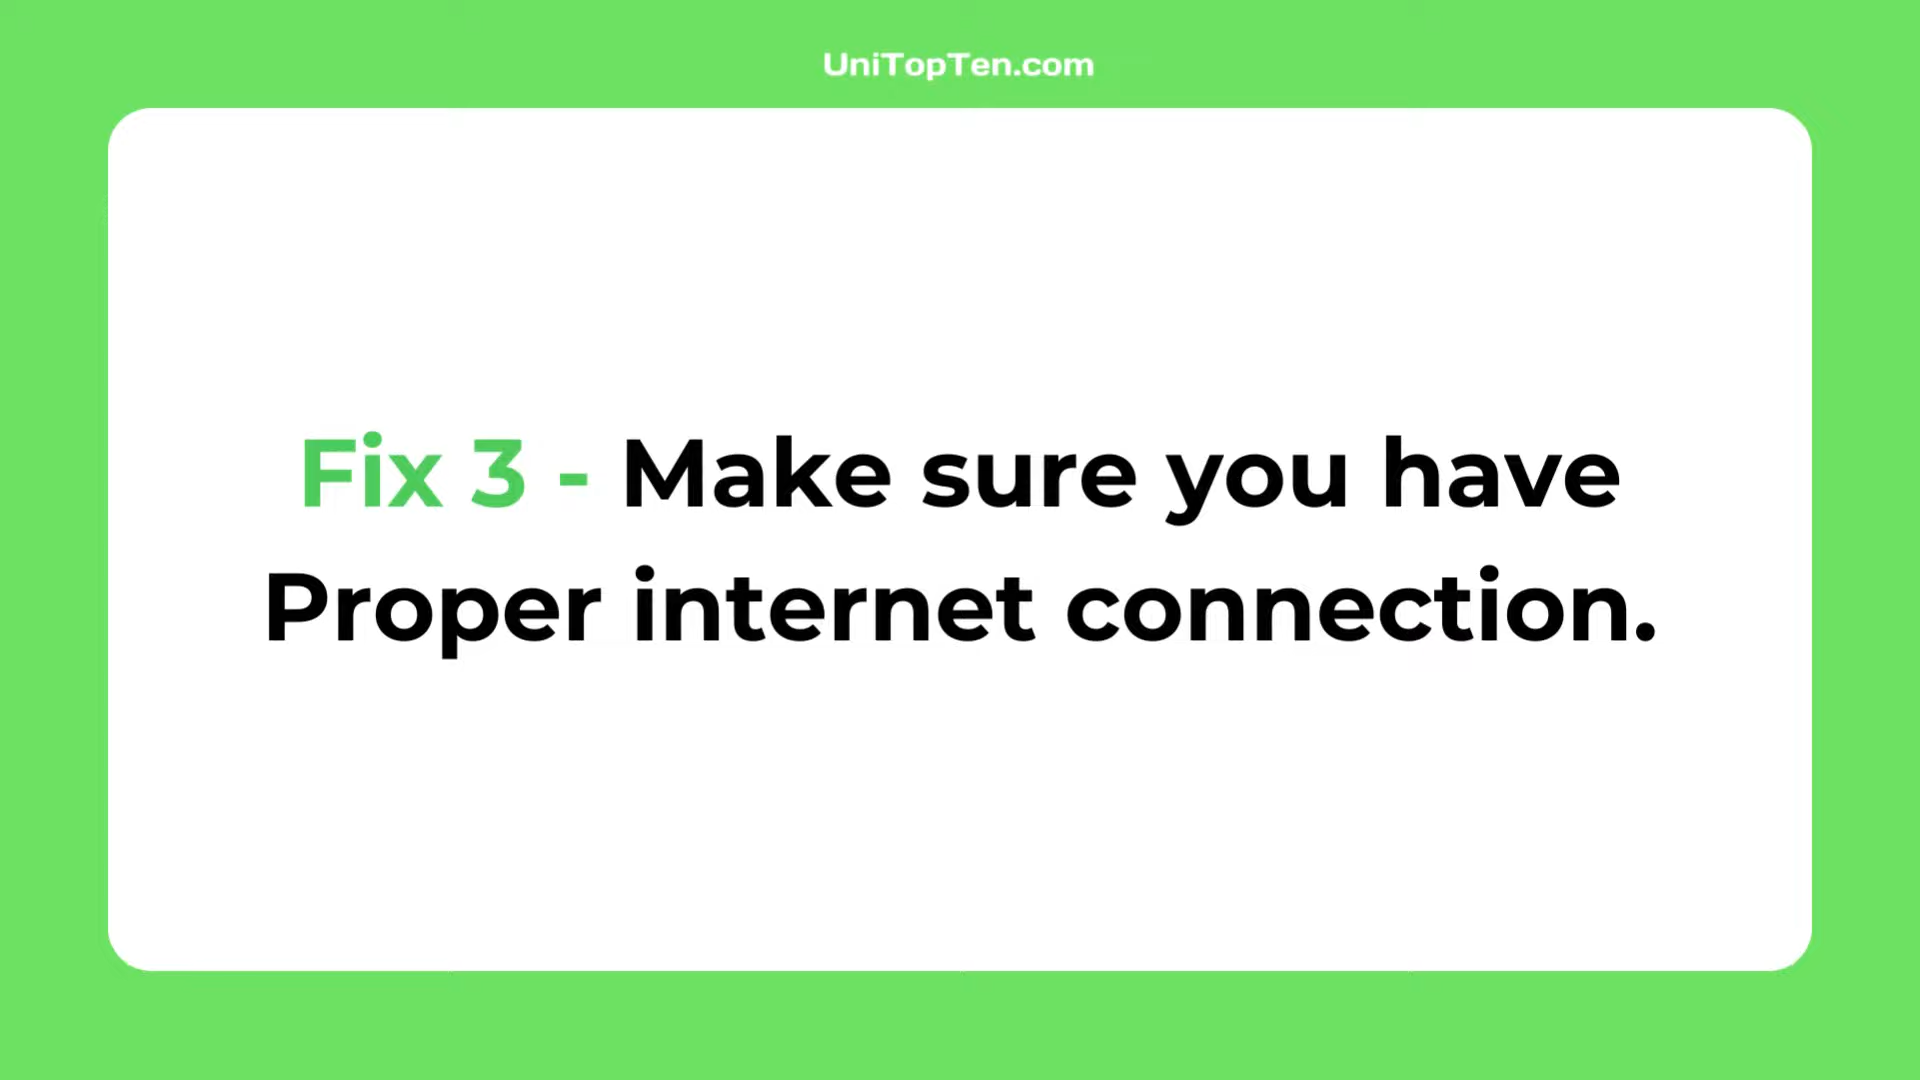 UniTopTen.com
Fix 3 - Make sure you have
Proper internet connection.